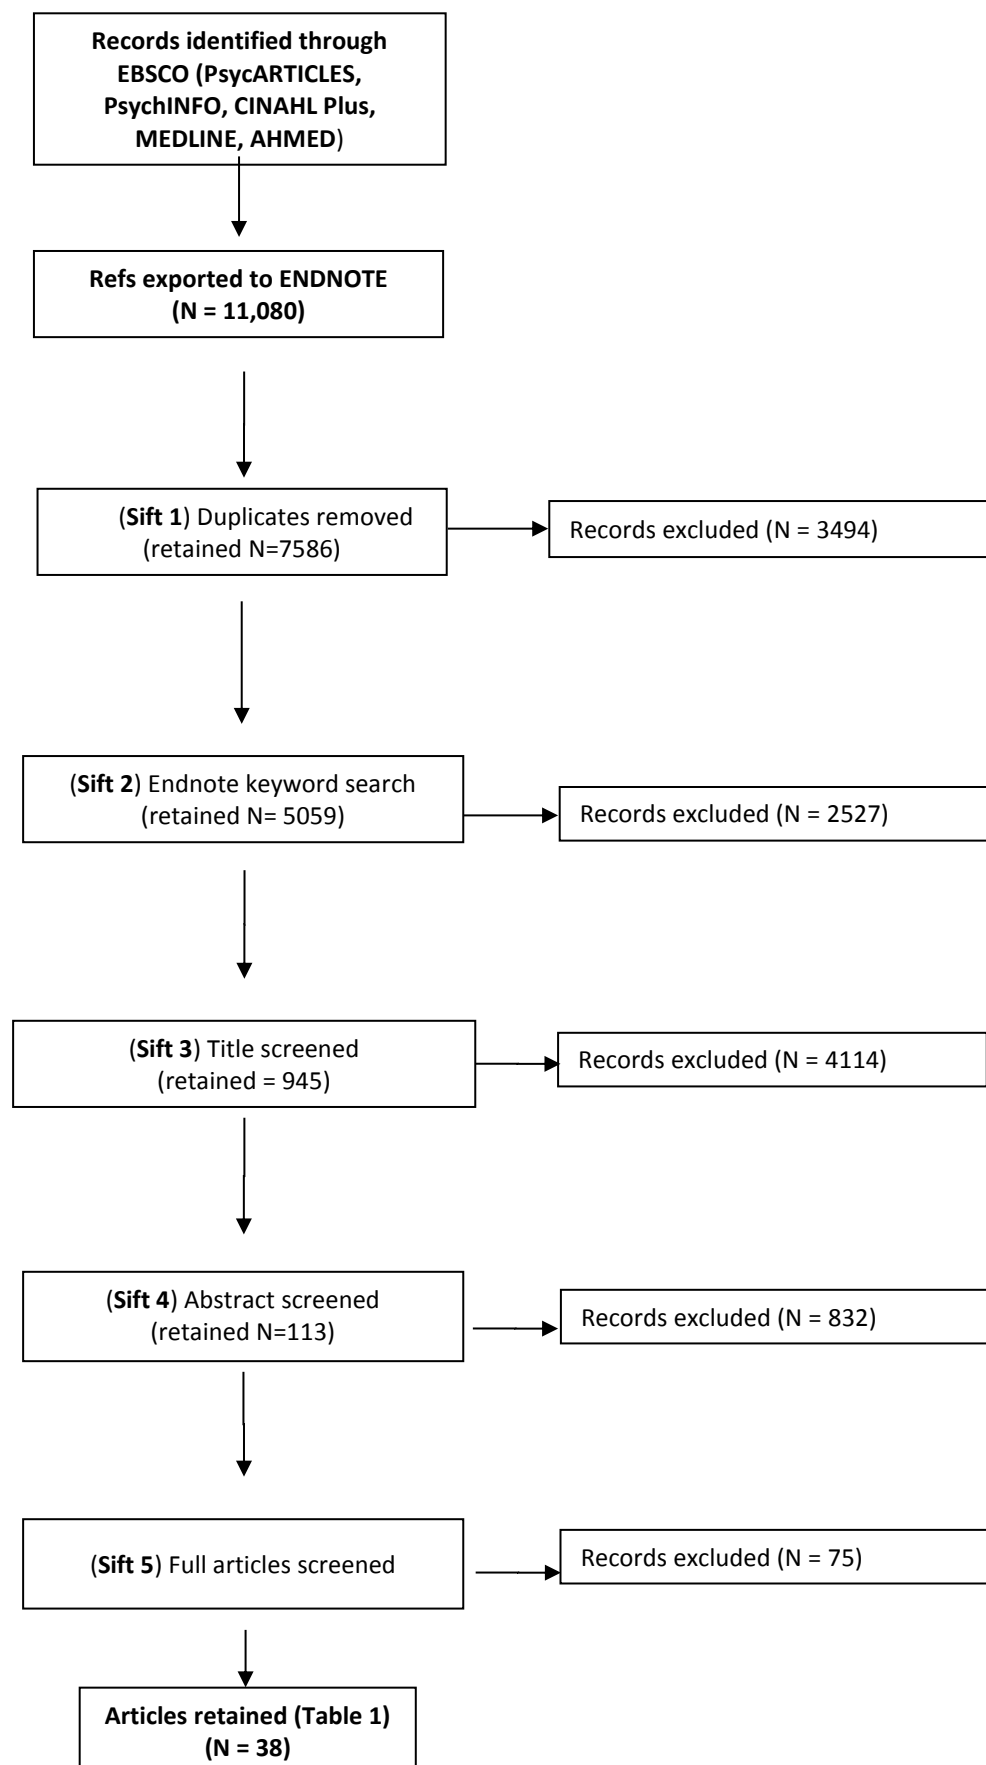 Records identified through
EBSCO (PsycARTICLES,
PsychINFO, CINAHL Plus,
MEDLINE, AHMED)
Refs exported to ENDNOTE
(N = 11,080)
(Sift 1) Duplicates removed
(retained N=7586)
Records excluded (N = 3494)
(Sift 2) Endnote keyword search
(retained N= 5059)
Records excluded (N = 2527)
(Sift 3) Title screened
(retained = 945)
Records excluded (N = 4114)
(Sift 4) Abstract screened
(retained N=113)
Records excluded (N = 832)
(Sift 5) Full articles screened
Records excluded (N = 75)
Articles retained (Table 1)
(N = 38)